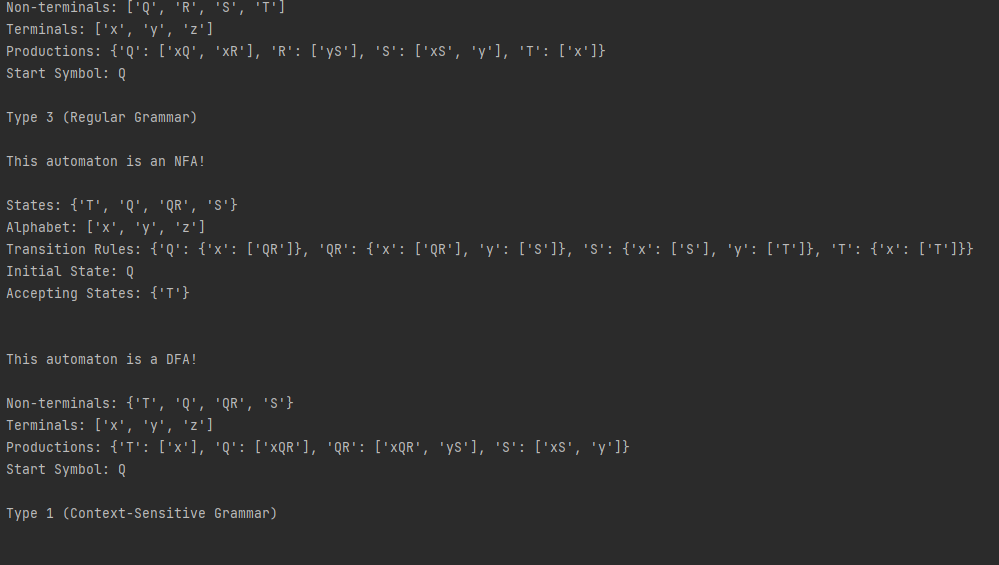 Non-terminals: ['Q', 'R', 'S', 'T']
Terminals: ['x', 'y', 'z']
Productions: {'Q': ['xQ', 'xR'], 'R': ['yS'], 'S': ['xS', 'y'], 'T': ['x']}
Start Symbol: Q
Type 3 (Regular Grammar)
This automaton is an NFA!
States: {'T', 'Q', 'QR', 'S'}
Alphabet: ['x', 'y', 'z']
Transition Rules: {'Q': {'x': ['QR']}, 'QR': {'x': ['QR'], 'y': ['S']}, 'S': {'x': ['S'], 'y': ['T']}, 'T': {'x': ['T']}}
Initial State: Q
Accepting States: {'T'}
This automaton is a DFA!
Non-terminals: {'T', 'Q', 'QR', 'S'}
Terminals: ['x', 'y', 'z']
Productions: {'T': ['x'], 'Q': ['xQR'], 'QR': ['xQR', 'yS'], 'S': ['xS', 'y']}
Start Symbol: Q
Type 1 (Context-Sensitive Grammar)